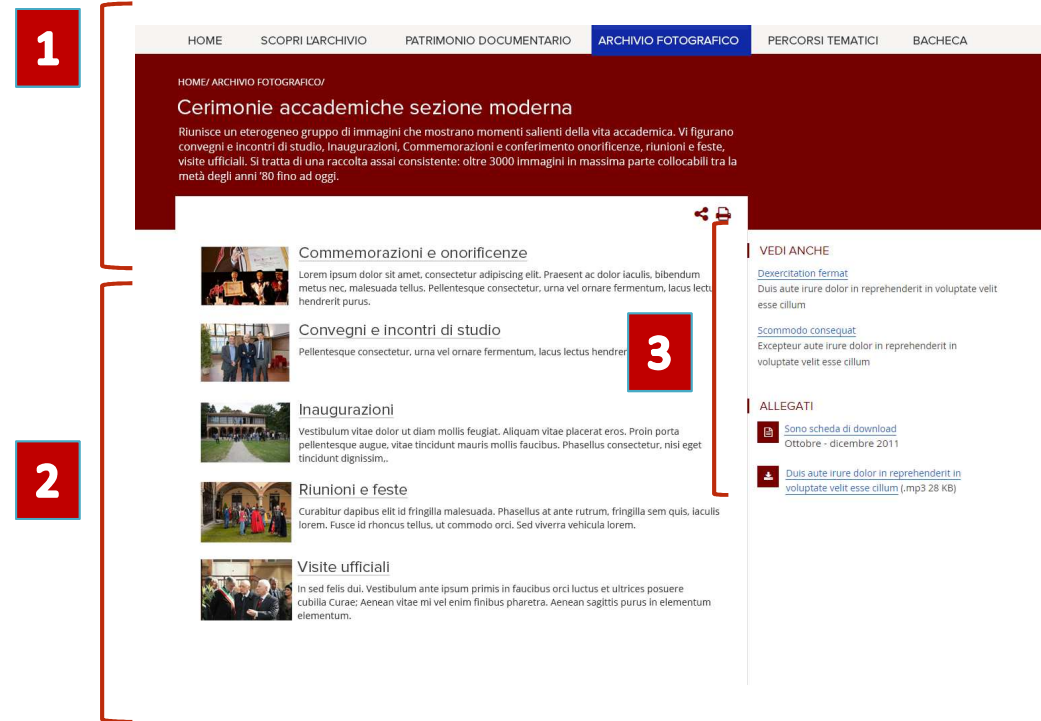 1
HOME SCOPRI L'ARCHIVIO PATRIMONIO DOCUMENTARIO ARCHIVIO FOTOGRAFICO PERCORSI TEMATICI BACHECA
HOME/ ARCHIVIO FOTOGRAFICO/
Cerimonie accademiche sezione moderna
Riunisce un eterogeneo gruppo di immagini che mostrano momenti salienti della vita accademica. Vi figurano
convegni e incontri di studio, Inaugurazioni, Commemorazioni e conferimento onorificenze, riunioni e feste,
visite ufficiali. Si tratta di una raccolta assai consistente: oltre 3000 immagini in massima parte collocabili tra la
metà degli anni '80 fino ad oggi.
2
Commemorazioni e onorificenze
Lorem ipsum dolor sit amet, consectetur adipiscing elit. Praesent ac dolor iaculis, bibendum
metus nec, malesuada tellus. Pellentesque consectetur, urna vel ornare fermentum, lacus lectu
hendrerit purus.
Convegni e incontri di studio
Pellentesque consectetur, urna vel ornare fermentum, lacus lectus hendrer
Inaugurazioni
Vestibulum vitae dolor ut diam mollis feugiat. Aliquam vitae placerat eros. Proin porta
pellentesque augue, vitae tincidunt mauris mollis faucibus. Phasellus consectetur, nisi eget
tincidunt dignissim,.
Riunioni e feste
Curabitur dapibus elit id fringilla malesuada. Phasellus at ante rutrum, fringilla sem quis, iaculis
lorem. Fusce id rhoncus tellus, ut commodo orci. Sed viverra vehicula lorem.
Visite ufficiali
In sed felis dui. Vestibulum ante ipsum primis in faucibus orci luctus et ultrices posuere
cubilia Curae; Aenean vitae mi vel enim finibus pharetra. Aenean sagittis purus in elementum
elementum.
3
VEDI ANCHE
Dexercitation fermat
Duis aute irure dolor in reprehenderit in voluptate velit
esse cillum
Scommodo consequat
Excepteur aute irure dolor in reprehenderit in
voluptate velit esse cillum
ALLEGATI
Sono scheda di download
Ottobre - dicembre 2011
Duis aute irure dolor in reprehenderit in
voluptate velit esse cillum (.mp3 28 KB)